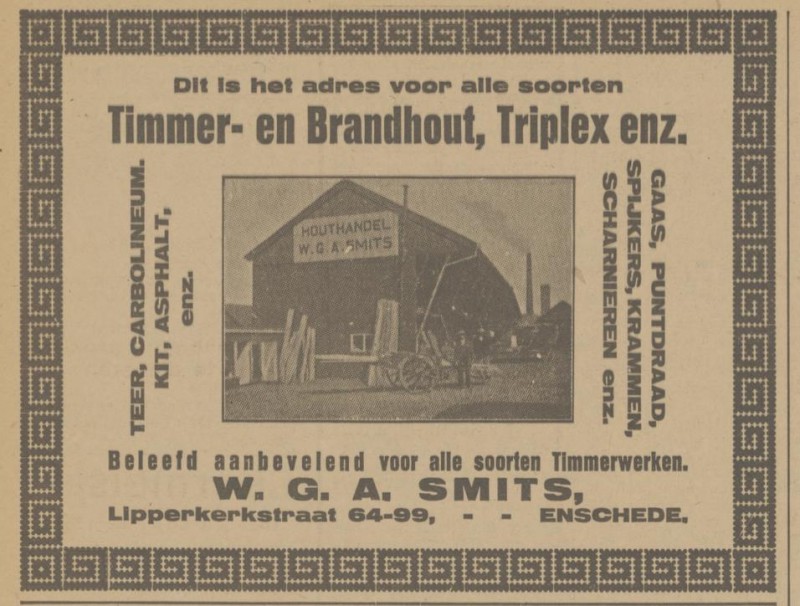 Dit is het adres voor alle soorten
Timmer- en Brandhout, Triplex enz.
TEER, CARBOLINEUM.
KIT, ASPHALT,
enz.
HOUTHANDEL
W.G.A. SMITS
GAAS, PUNTDRAAD,
SPIJKERS, KRAMMEN,
SCHARNIEREN enz.
Beleefd aanbevelend voor alle soorten Timmerwerken.
W. G. A. SMITS,
Lipperkerkstraat 64-99, - - ENSCHEDE.